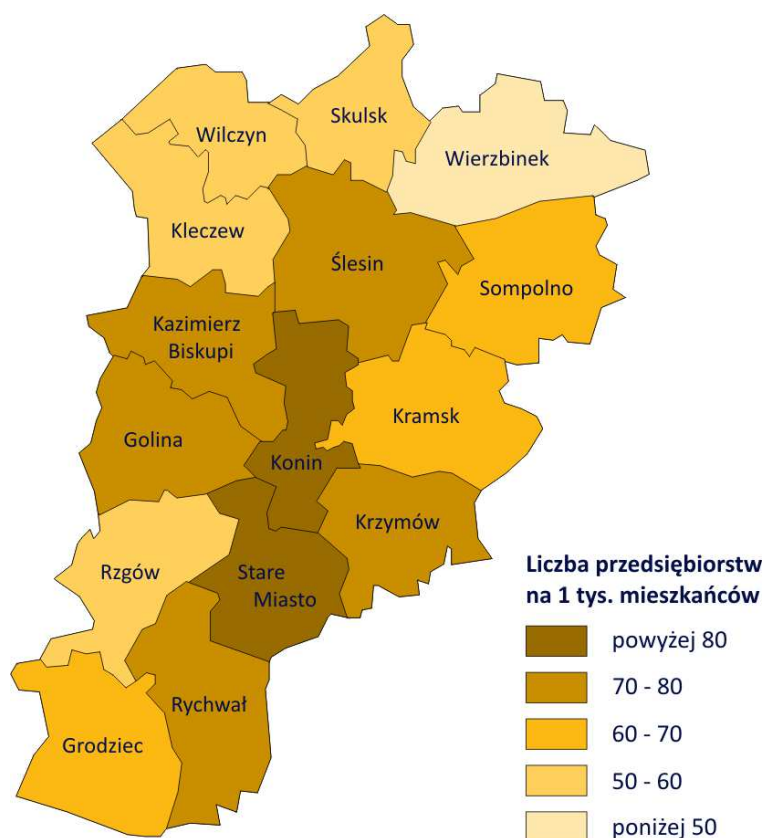 Skulsk
Wilczyn
Wierzbinek
Kleczew
Ślesin
Sompolno
Kazimierz
Biskupi
Kramsk
Golina
Konin
Krzymów
Rzgów
Stare
Miasto
Rychwał
Grodziec
Liczba przedsiębiorstw
na 1 tys. mieszkańców
powyżej 80
70 - 80
60 - 70
50 - 60
poniżej 50